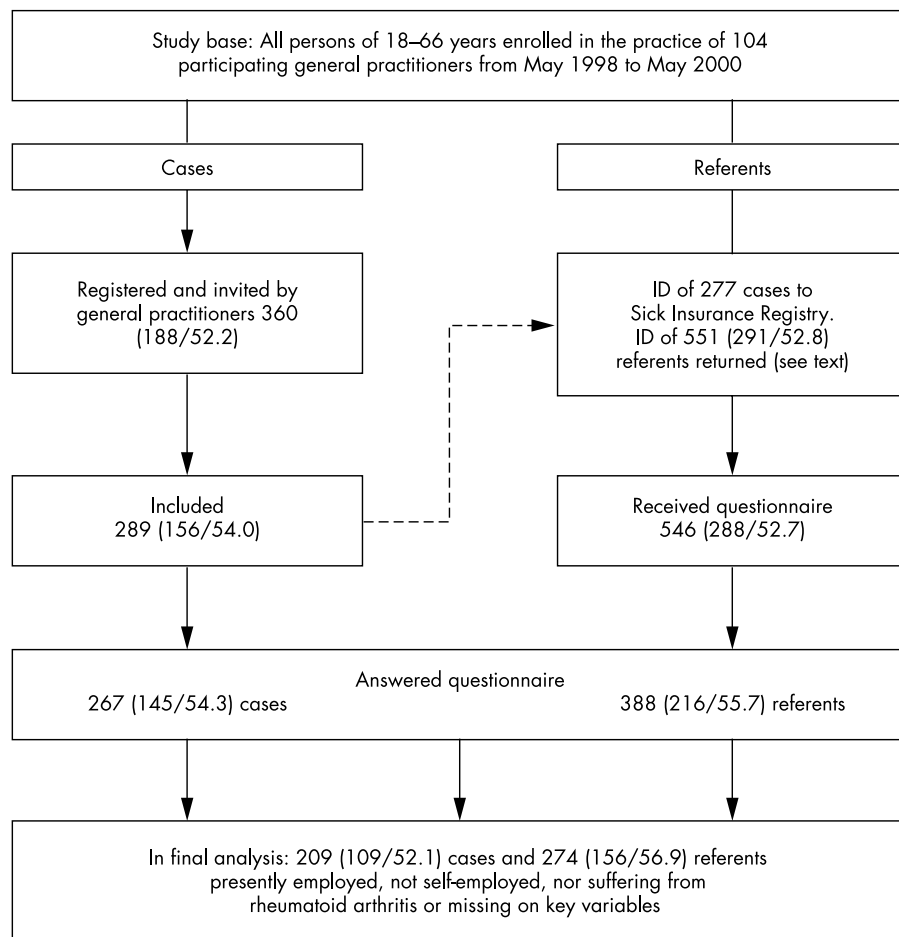 Study base: All persons of 18–66 years enrolled in the practice of 104
participating general practitioners from May 1998 to May 2000
Cases
Referents
Registered and invited by
general practitioners 360
(188/52.2)
ID of 277 cases to
Sick Insurance Registry.
ID of 551 (291/52.8)
referents returned (see text)
Included
289 (156/54.0)
Received questionnaire
546 (288/52.7)
Answered questionnaire
267 (145/54.3) cases
388 (216/55.7) referents
In final analysis: 209 (109/52.1) cases and 274 (156/56.9) referents
presently employed, not self-employed, nor suffering from
rheumatoid arthritis or missing on key variables